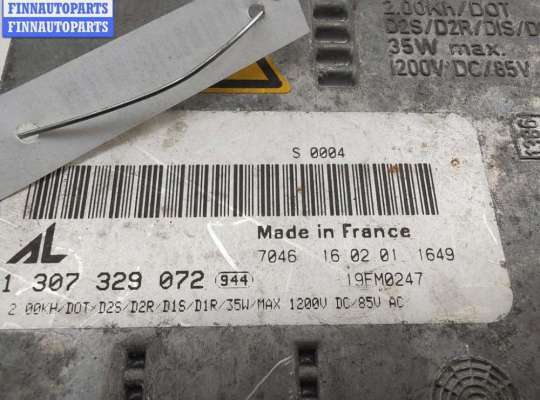 FINNAUTOPARTS
FINNAUTOPARTS
FINNAUTOPARTS
2.00KH/DOT
D2S/D2R/D1S/D
35W max.
1200V DC/85V
S 0004
AL
Made in France
7046 16 02 01 1649
1 307 329 072 944
19FM0247
2 00KH/DOT/D2S/D2R/D1S/D1R/35W/MAX 1200V DC/85V AC